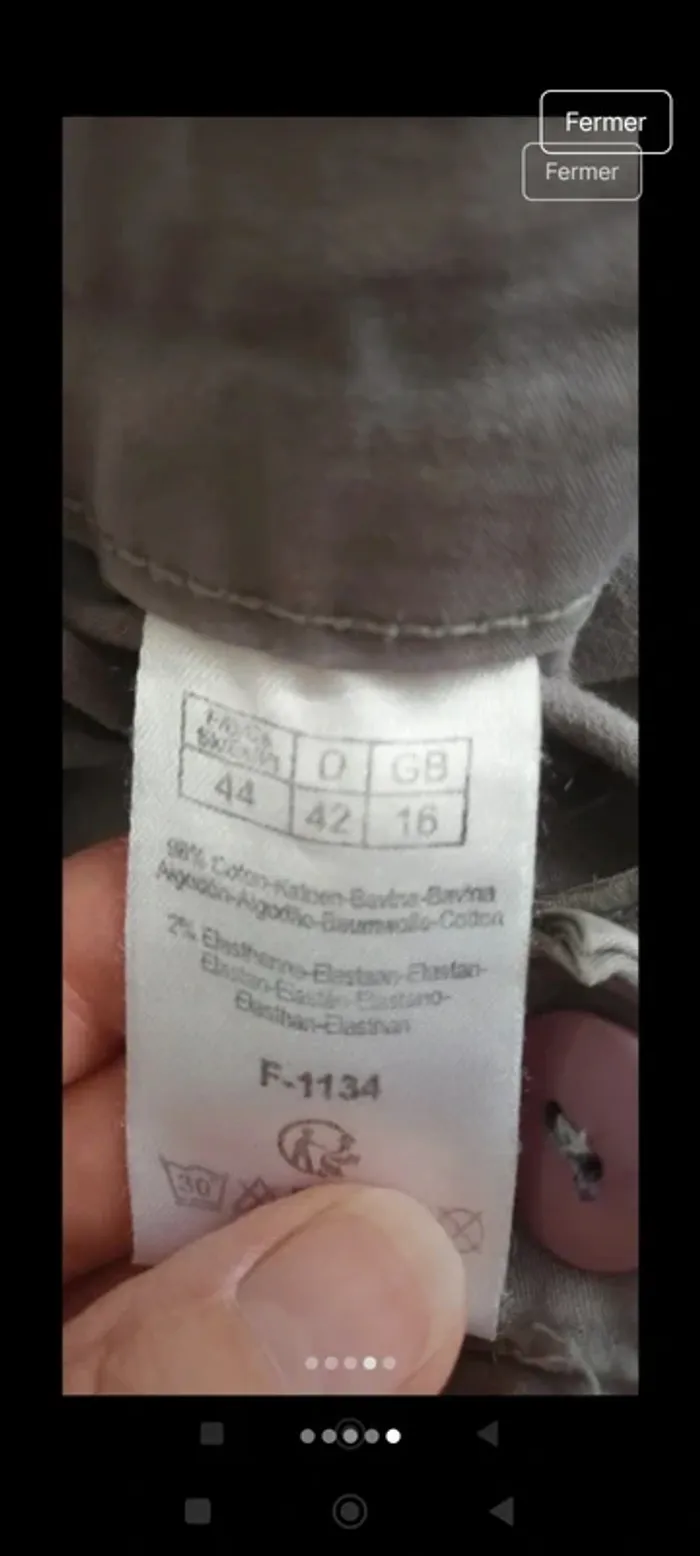 Fermer
Fermer
D GB
44 42 16
98% Coton-Katoen-Bavlna-Bavlna
Algodón-Algodão-Baumwolle-Cotton
2% Elasthanne-Elastaan-Elastan-
Elastan-Elastán-Elastano-
Elasthan-Elasthan
F-1134
30°